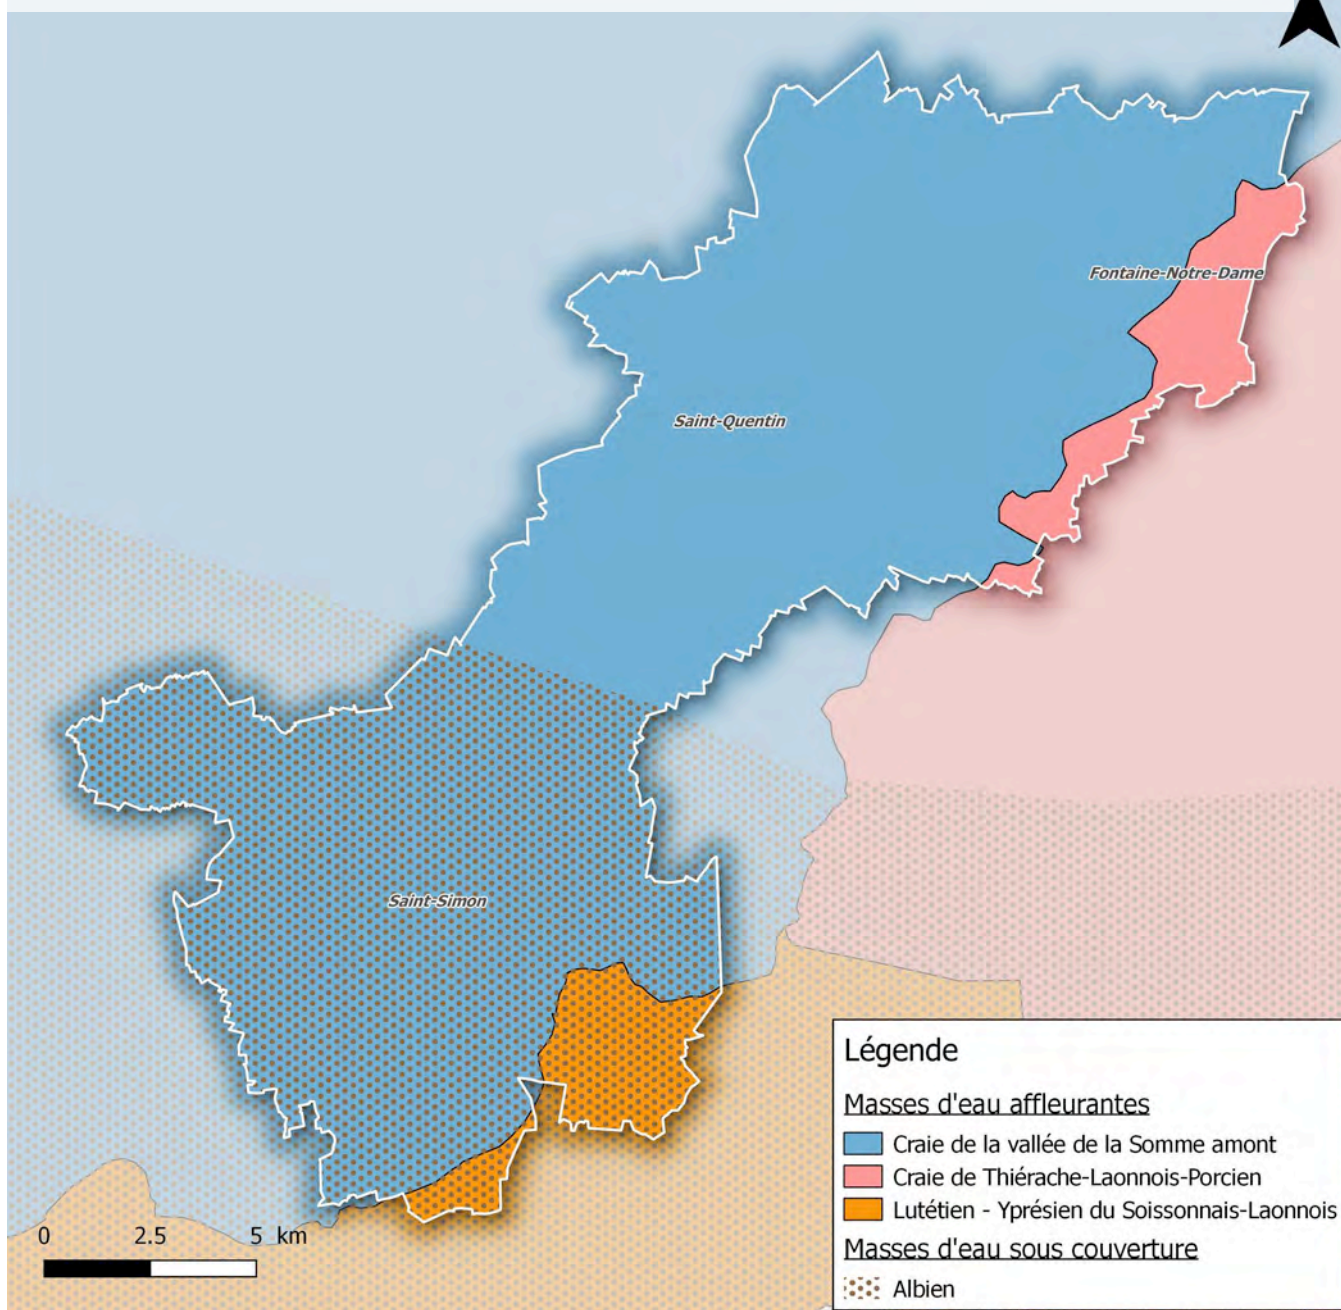 Fontaine-Notre-Dame
Saint-Quentin
Saint-Simon
Légende
Masses d'eau affleurantes
Craie de la vallée de la Somme amont
Craie de Thiérache-Laonnois-Porcien
Lutétien - Yprésien du Soissonnais-Laonnois
Masses d'eau sous couverture
Albien
0 2.5 5 km